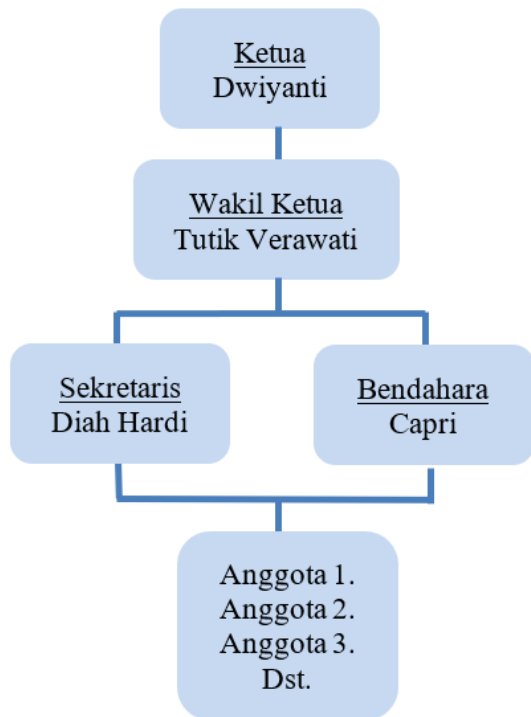 Ketua
Dwiyanti
Wakil Ketua
Tutik Verawati
Sekretaris
Diah Hardi
Bendahara
Capri
Anggota 1.
Anggota 2.
Anggota 3.
Dst.